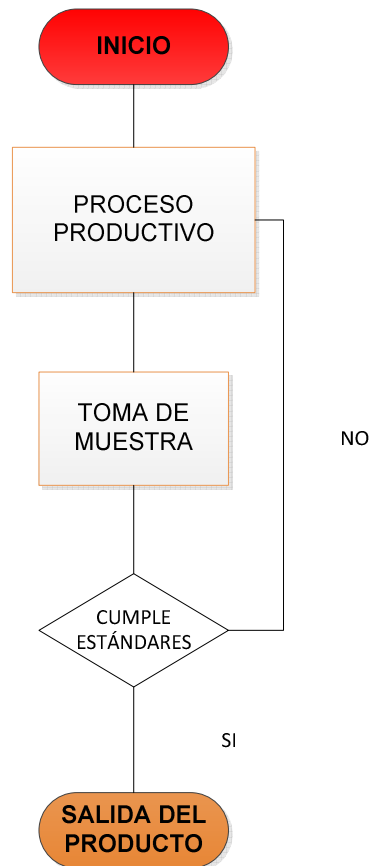 INICIO
PROCESO
PRODUCTIVO
TOMA DE
MUESTRA
NO
CUMPLE
ESTÁNDARES
SI
SALIDA DEL
PRODUCTO